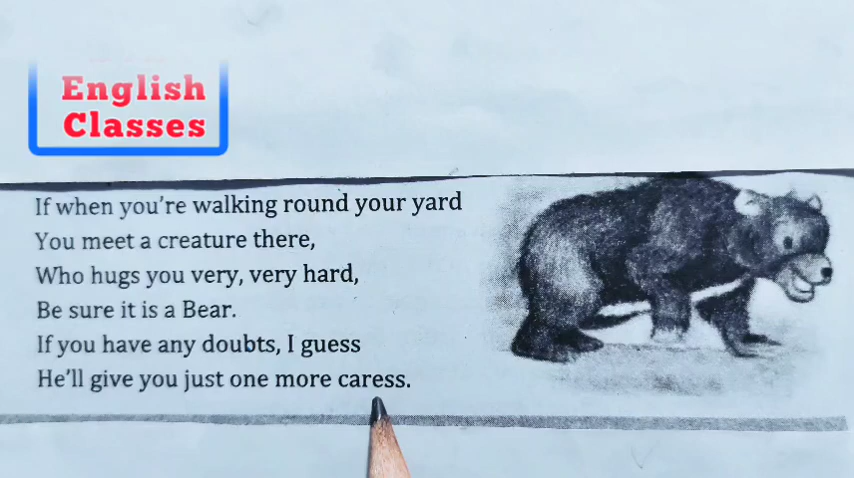 English
Classes
If when you're walking round your yard
You meet a creature there,
Who hugs you very, very hard,
Be sure it is a Bear.
If you have any doubts, I guess
He'll give you just one more caress.